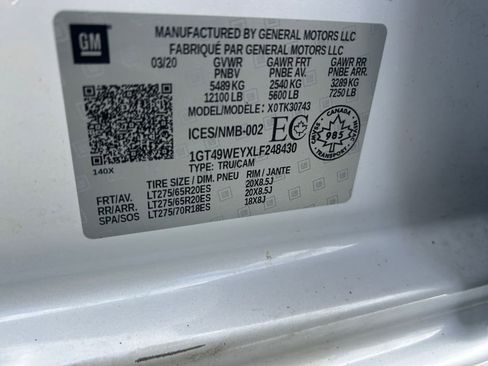 GM
MANUFACTURED BY GENERAL MOTORS LLC
FABRIQUÉ PAR GENERAL MOTORS LLC
03/20 GVWR GAWR FRT GAWR RR
PNBV PNBE AV. PNBE ARR.
5489 KG 2540 KG 3289 KG
12100 LB 5600 LB 7250 LB
MODEL/MODÈLE: X0TK30743
ICES/NMB-002 EC
CANADA
985
1GT49WEYXLF248430
140X TYPE: TRU/CAM
TIRE SIZE / DIM. PNEU RIM / JANTE
FRT/AV. LT275/65R20ES 20X8.5J
RR/ARR. LT275/65R20ES 20X8.5J
SPA/SOS LT275/70R18ES 18X8J